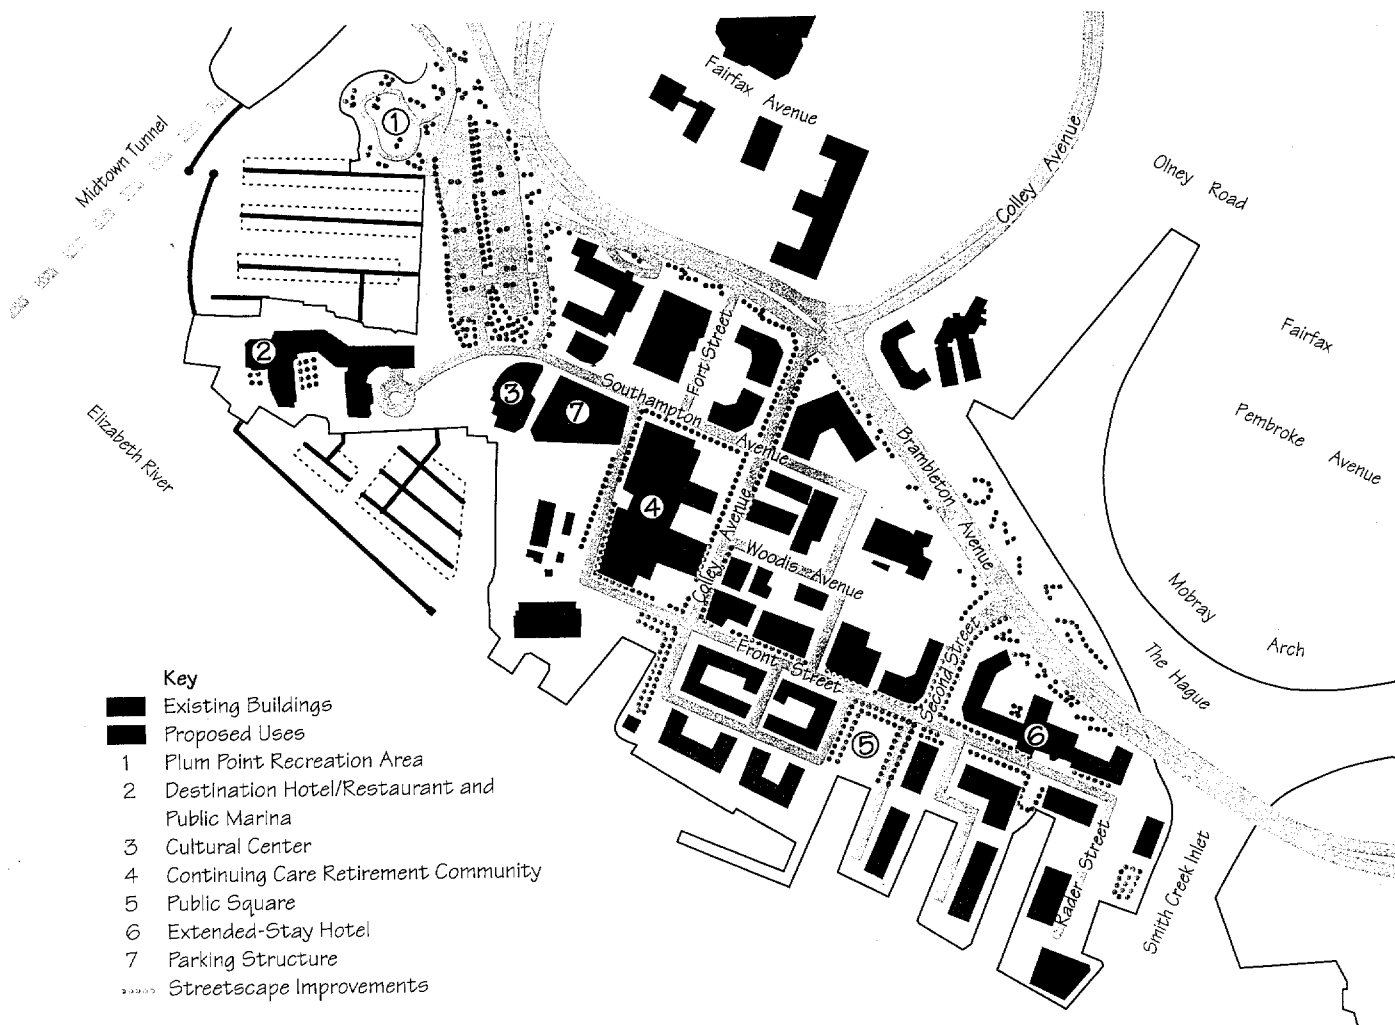 Fairfax Avenue
Midtown Tunnel
1
Colley Avenue
Olney Road
Fort Street
Fairfax
2
3
Southampton Avenue
7
Pembroke Avenue
Elizabeth River
Brambleton Avenue
4
Colley Avenue
Woodis Avenue
Mobray Arch
The Hague
Front Street
Second Street
5
6
Rader Street
Smith Creek Inlet
Key
Existing Buildings
Proposed Uses
1 Plum Point Recreation Area
2 Destination Hotel/Restaurant and
Public Marina
3 Cultural Center
4 Continuing Care Retirement Community
5 Public Square
6 Extended-Stay Hotel
7 Parking Structure
Streetscape Improvements